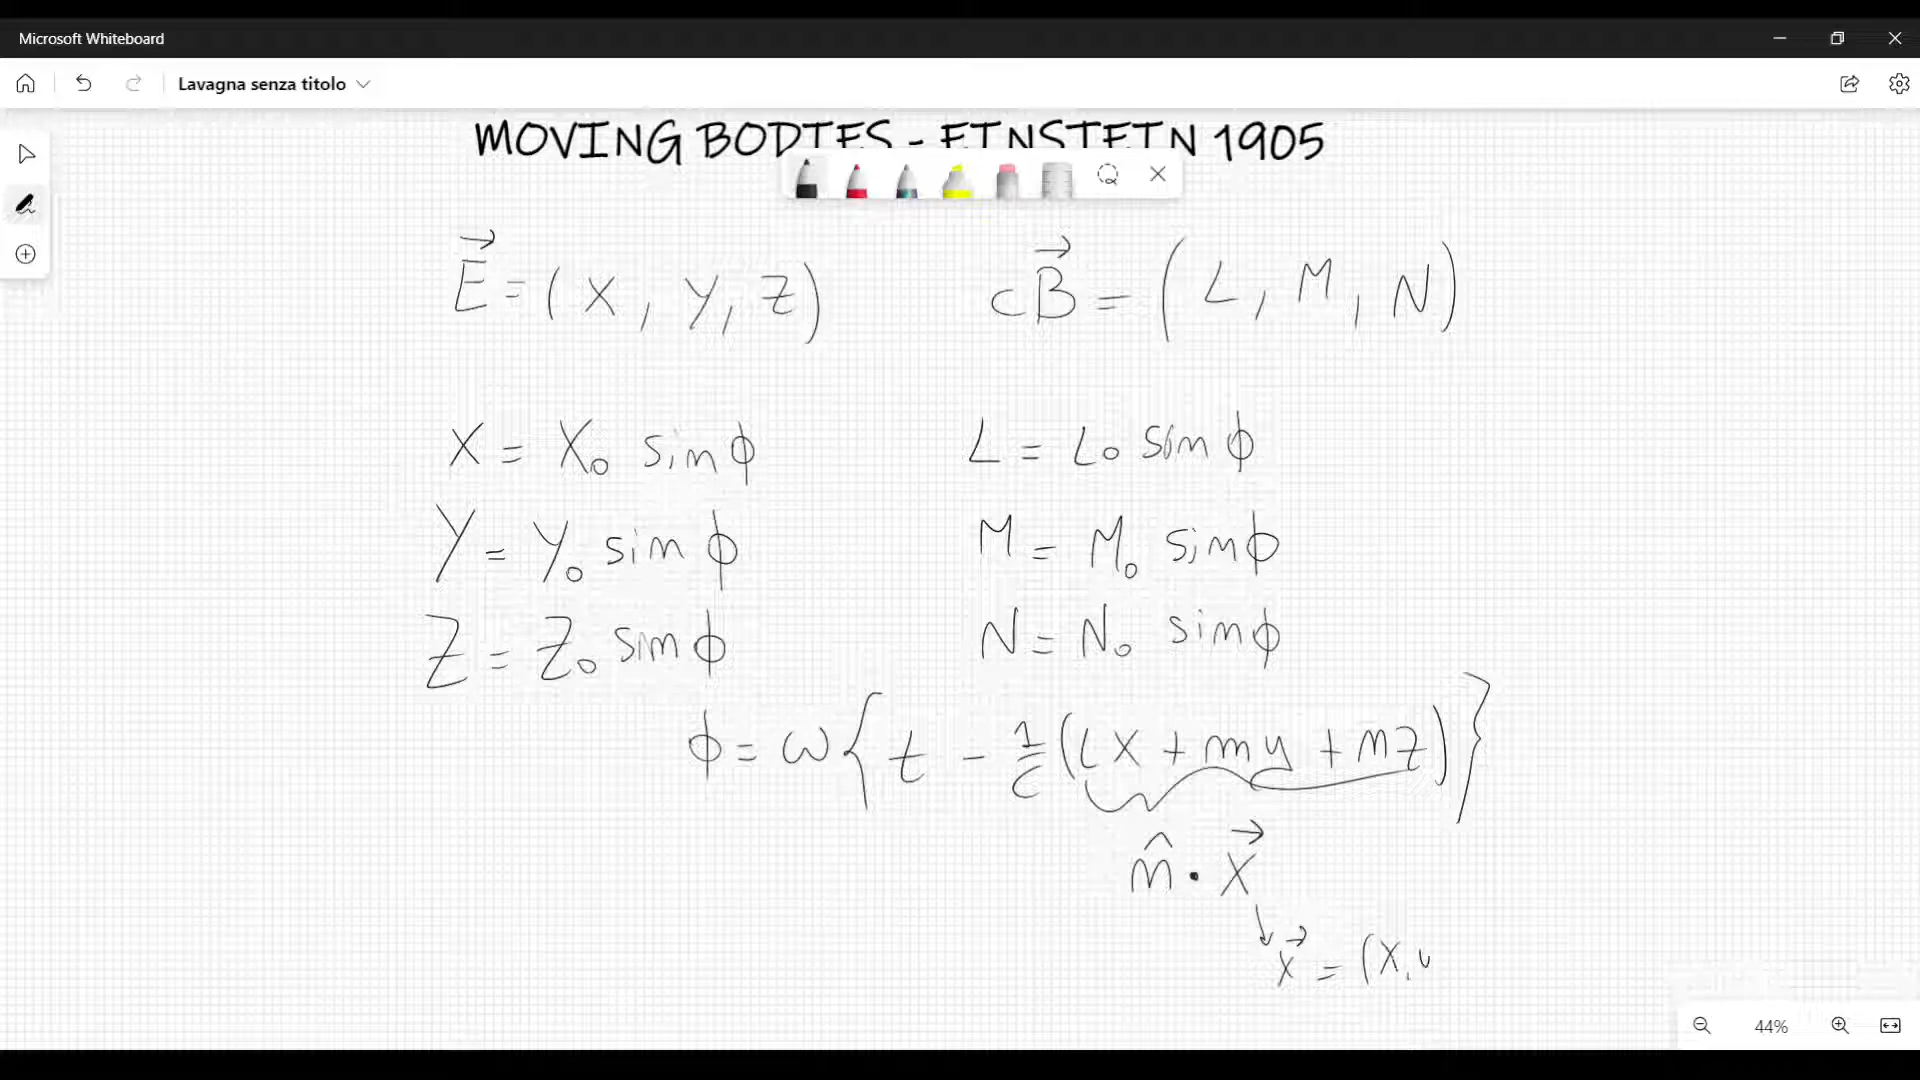 Microsoft Whiteboard
Lavagna senza titolo
MOVING BODIES - EINSTEIN 1905
E⃗ = (X, Y, Z) cB⃗ = (L, M, N)
X = X₀ sin ϕ L = L₀ sin ϕ
Y = Y₀ sin ϕ M = M₀ sin ϕ
Z = Z₀ sin ϕ N = N₀ sin ϕ
ϕ = ω { t - 1/c (lx + my + nz) }
n̂ · x⃗
x⃗ = (x,
44%